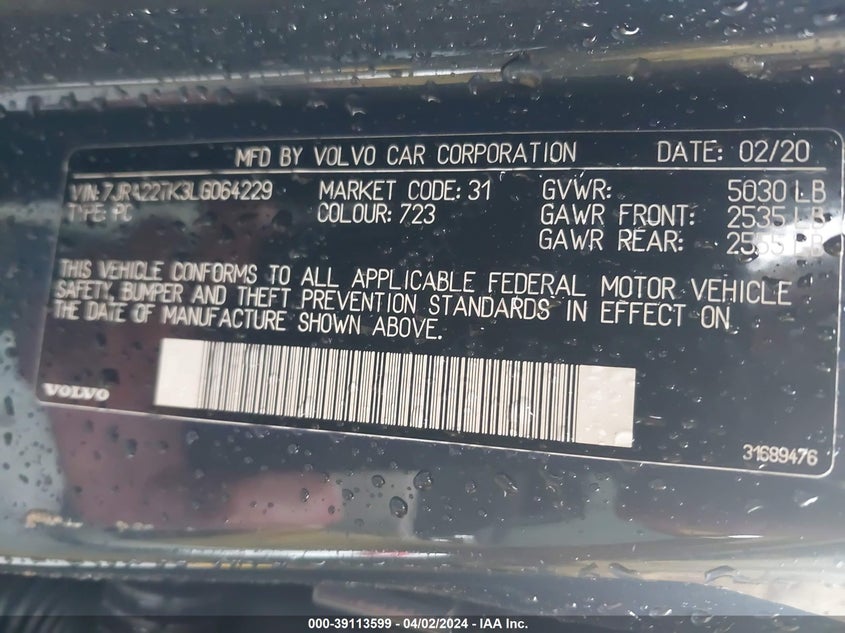 MFD BY VOLVO CAR CORPORATION DATE: 02/20
VIN: 7JRA22TK3LG064229 MARKET CODE: 31 GVWR: 5030 LB
TYPE: PC COLOUR: 723 GAWR FRONT: 2535 LB
GAWR REAR: 2555 LB
THIS VEHICLE CONFORMS TO ALL APPLICABLE FEDERAL MOTOR VEHICLE
SAFETY, BUMPER AND THEFT PREVENTION STANDARDS IN EFFECT ON
THE DATE OF MANUFACTURE SHOWN ABOVE.
VOLVO
31689476
000-39113599 - 04/02/2024 - IAA Inc.